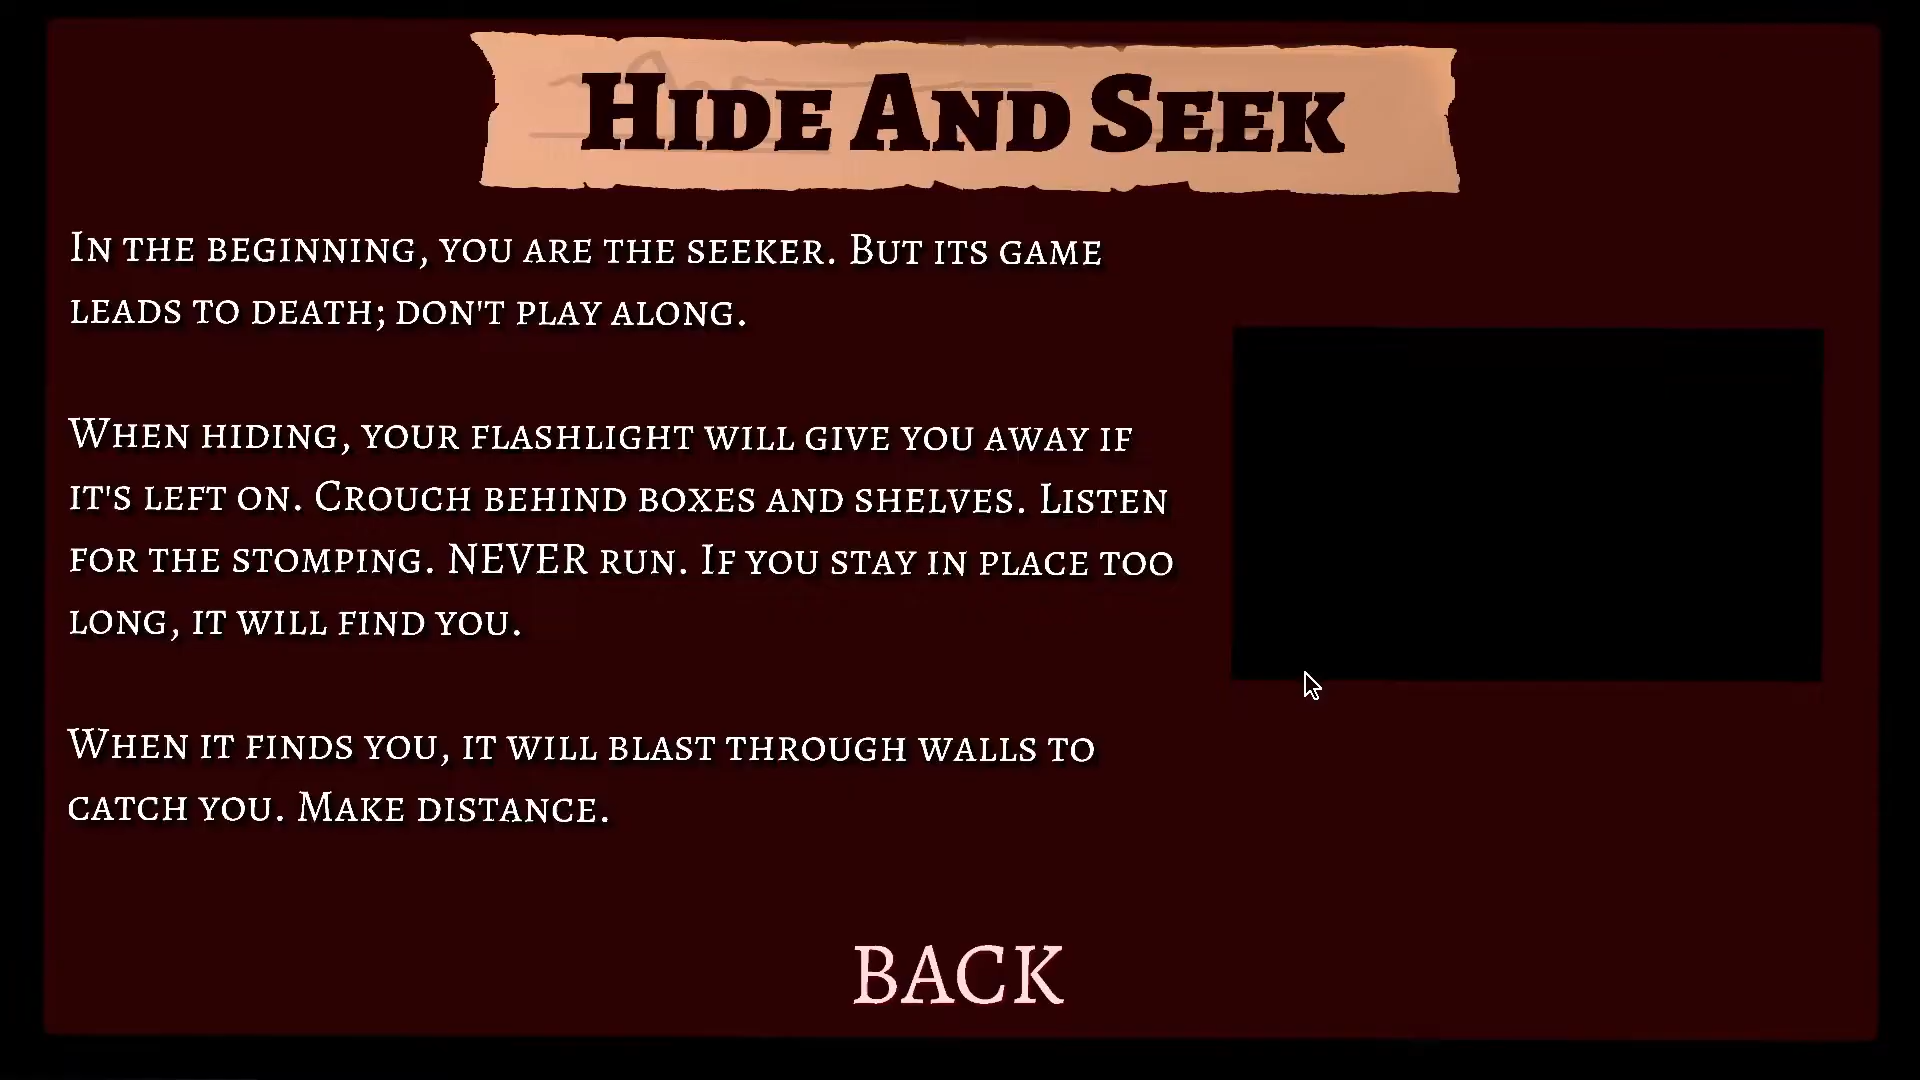 Hide And Seek
In the beginning, you are the seeker. But its game
leads to death; don't play along.
When hiding, your flashlight will give you away if
it's left on. Crouch behind boxes and shelves. Listen
for the stomping. NEVER run. If you stay in place too
long, it will find you.
When it finds you, it will blast through walls to
catch you. Make distance.
BACK